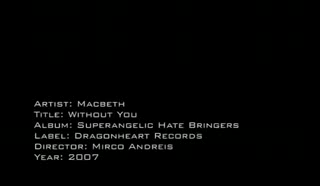 Artist: Macbeth
Title: Without You
Album: Superangelic Hate Bringers
Label: Dragonheart Records
Director: Mirco Andreis
Year: 2007